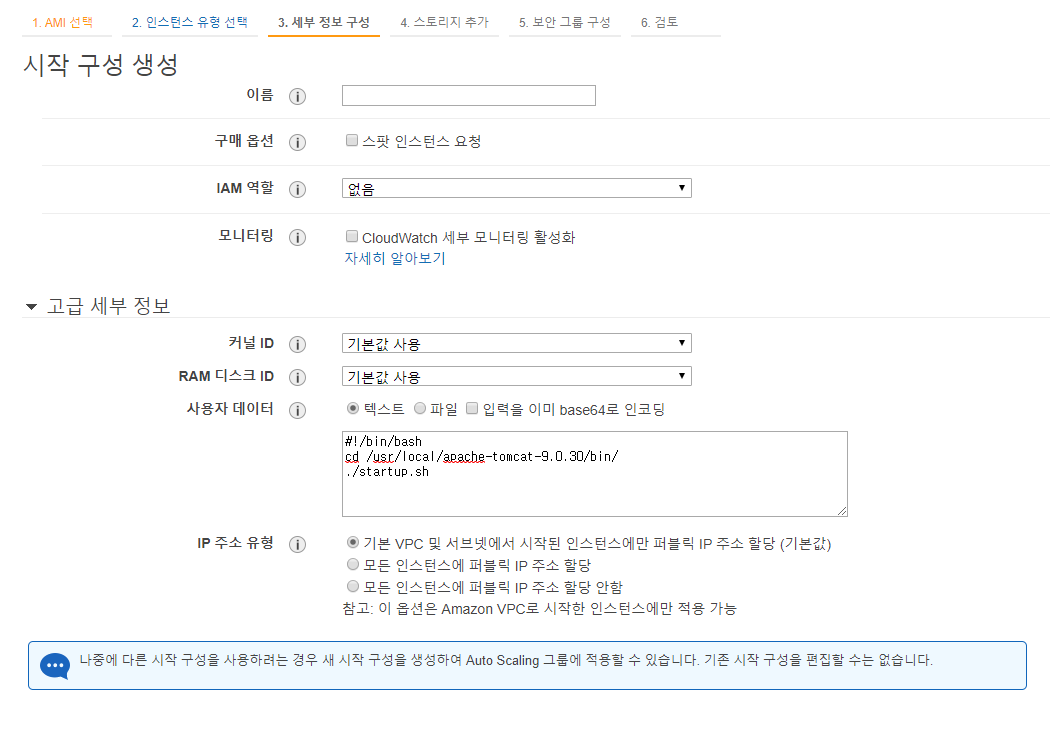 1. AMI 선택 2. 인스턴스 유형 선택 3. 세부 정보 구성 4. 스토리지 추가 5. 보안 그룹 구성 6. 검토
시작 구성 생성
이름 i
구매 옵션 i 스팟 인스턴스 요청
IAM 역할 i 없음
모니터링 i CloudWatch 세부 모니터링 활성화
자세히 알아보기
고급 세부 정보
커널 ID i 기본값 사용
RAM 디스크 ID i 기본값 사용
사용자 데이터 i 텍스트 파일 입력을 이미 base64로 인코딩
#!/bin/bash
cd /usr/local/apache-tomcat-9.0.30/bin/
./startup.sh
IP 주소 유형 i 기본 VPC 및 서브넷에서 시작된 인스턴스에만 퍼블릭 IP 주소 할당 (기본값)
모든 인스턴스에 퍼블릭 IP 주소 할당
모든 인스턴스에 퍼블릭 IP 주소 할당 안함
참고: 이 옵션은 Amazon VPC로 시작한 인스턴스에만 적용 가능
나중에 다른 시작 구성을 사용하려는 경우 새 시작 구성을 생성하여 Auto Scaling 그룹에 적용할 수 있습니다. 기존 시작 구성을 편집할 수는 없습니다.